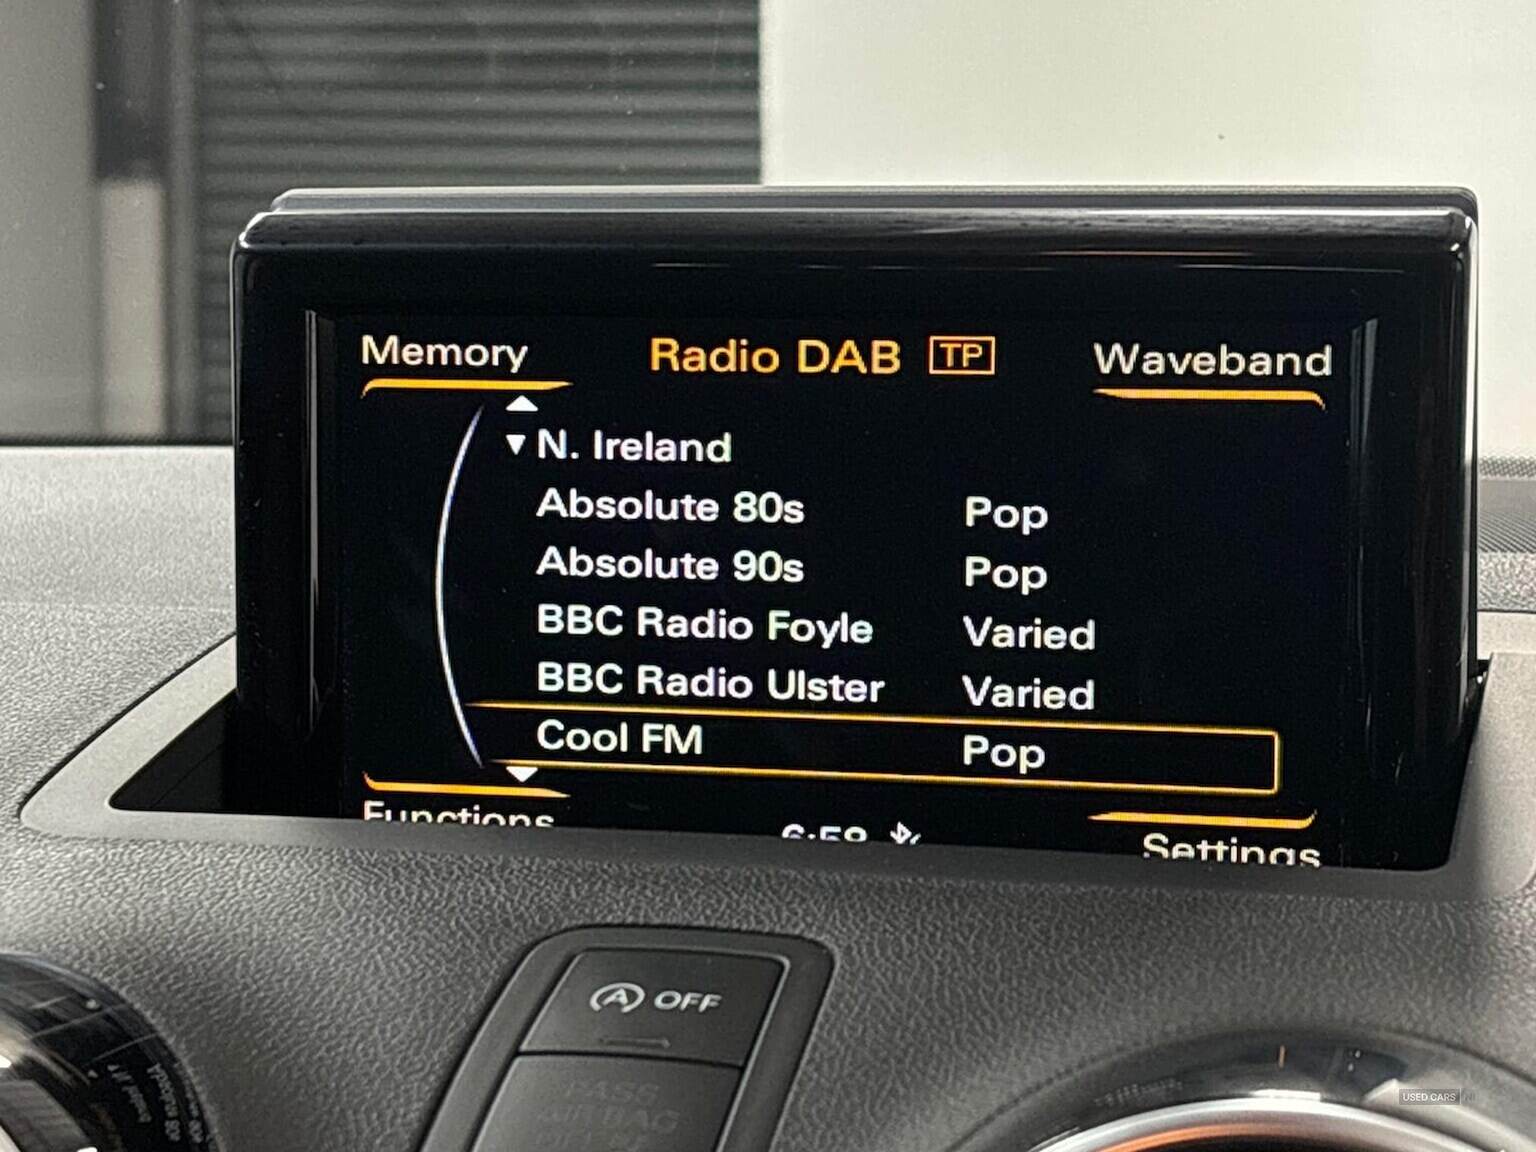 Memory
Radio DAB TP
Waveband
N. Ireland
Absolute 80s Pop
Absolute 90s Pop
BBC Radio Foyle Varied
BBC Radio Ulster Varied
Cool FM Pop
Functions
Settings
A OFF
USED CARS NI